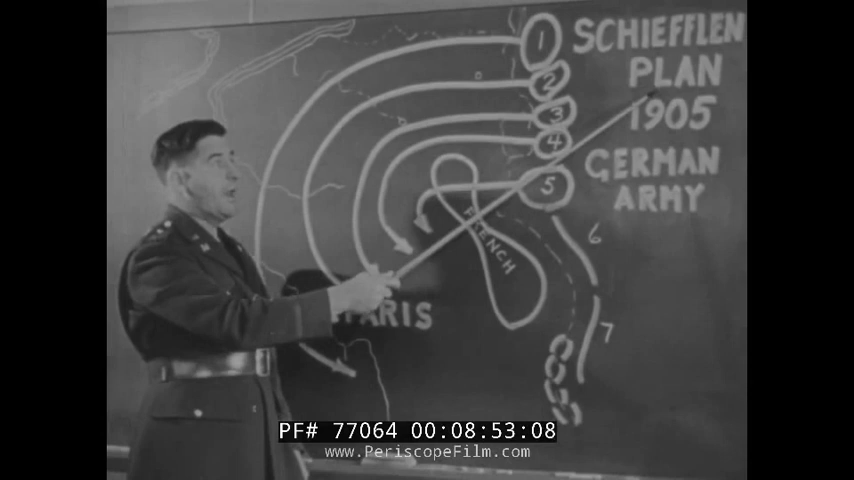 1
SCHIEFFLEN
PLAN
2
1905
3
4
GERMAN
ARMY
5
FRENCH
6
PARIS
7
PF# 77064 00:08:53:08
www.PeriscopeFilm.com